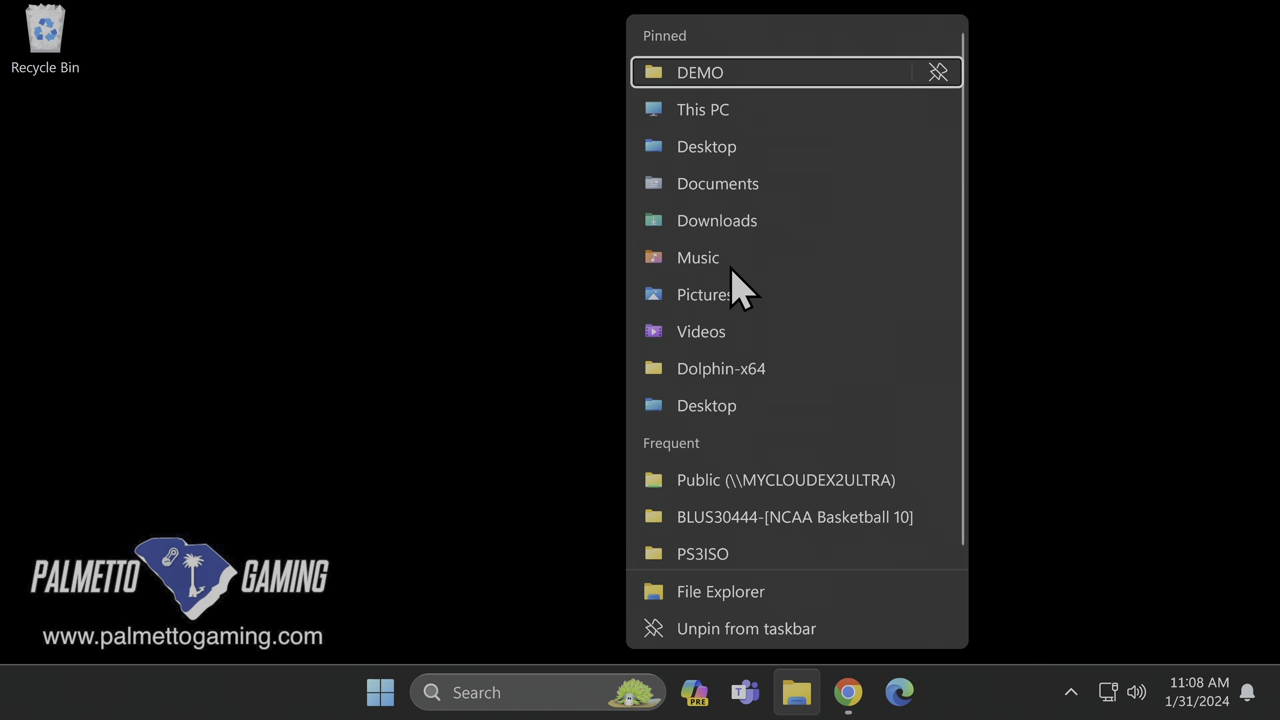 Recycle Bin
Pinned
DEMO
This PC
Desktop
Documents
Downloads
Music
Pictures
Videos
Dolphin-x64
Desktop
Frequent
Public (\\MYCLOUDEX2ULTRA)
BLUS30444-[NCAA Basketball 10]
PS3ISO
File Explorer
Unpin from taskbar
PALMETTO GAMING
www.palmettogaming.com
Search
PRE
T
11:08 AM
1/31/2024